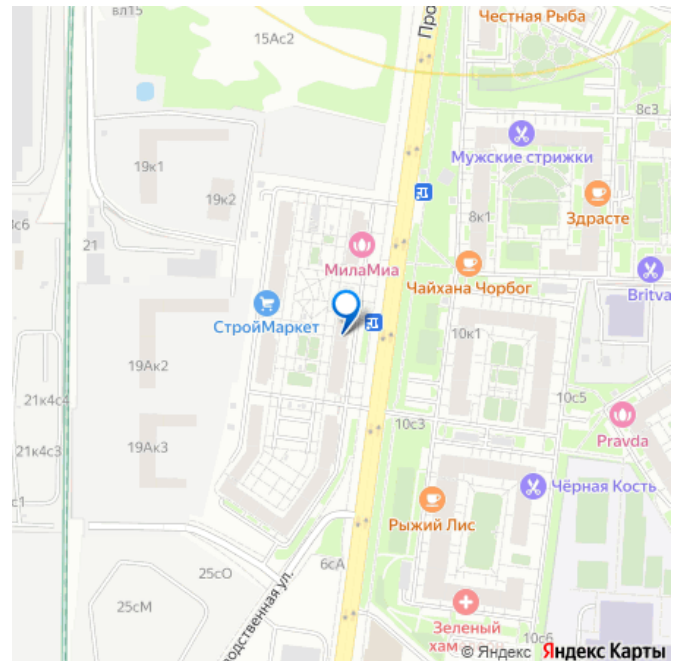 вл15
15Ас2
Про
Честная Рыба
8с3
19к1
Мужские стрижки
19к2
8к1
Здрасте
8с6
21
МилаМиа
Чайхана Чорбог
Britva
СтройМаркет
10к1
19Ак2
21к4с4
10с5
10с3
Pravda
21к4с3
19Ак3
с1
Чёрная Кость
Рыжий Лис
25сО
6сА
25сМ
одственная ул.
Зеленый
хам
10с6
© Яндекс Яндекс Карты